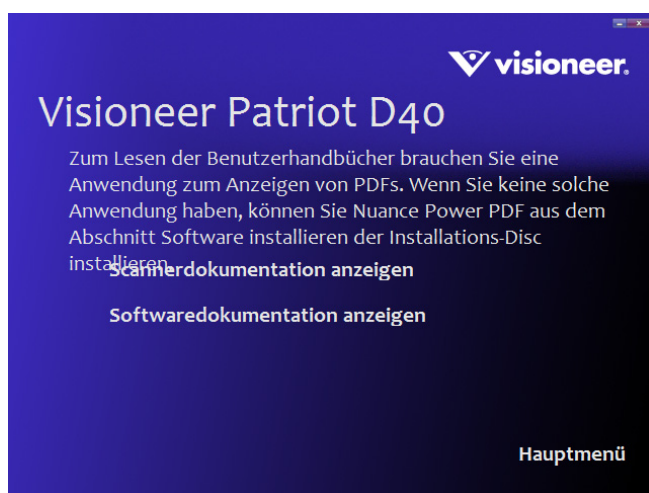 visioneer.
Visioneer Patriot D40
Zum Lesen der Benutzerhandbücher brauchen Sie eine
Anwendung zum Anzeigen von PDFs. Wenn Sie keine solche
Anwendung haben, können Sie Nuance Power PDF aus dem
Abschnitt Software installieren der Installations-Disc
installieren.
Scannerdokumentation anzeigen
Softwaredokumentation anzeigen
Hauptmenü